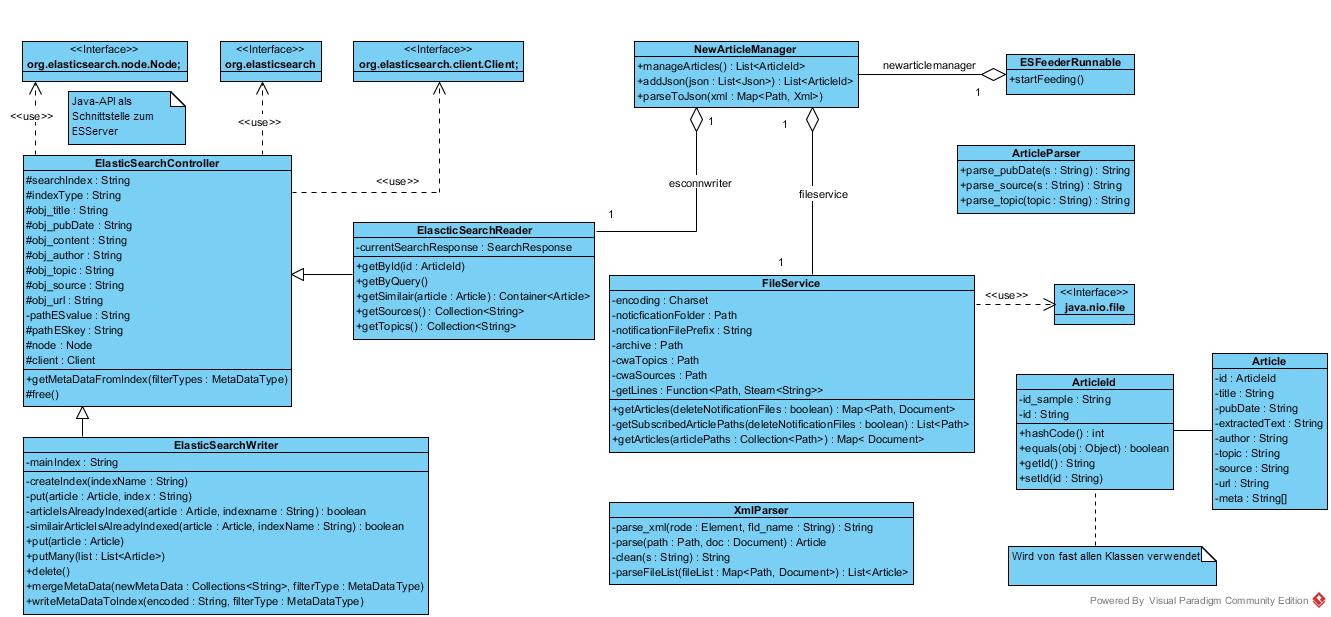 <<Interface>>
org.elasticsearch.node.Node;
<<Interface>>
org.elasticsearch
<<Interface>>
org.elasticsearch.client.Client;
<<use>>
Java-API als
Schnittstelle zum
ESServer
<<use>>
<<use>>
ElasticSearchController
#searchIndex : String
#indexType : String
#obj_title : String
#obj_pubDate : String
#obj_content : String
#obj_author : String
#obj_topic : String
#obj_source : String
#obj_url : String
-pathESvalue : String
#pathESkey : String
#node : Node
#client : Client
+getMetaDataFromIndex(filterTypes : MetaDataType)
#free()
ElascticSearchReader
-currentSearchResponse : SearchResponse
+getById(id : ArticleId)
+getByQuery()
+getSimilair(article : Article) : Container<Article>
+getSources() : Collection<String>
+getTopics() : Collection<String>
ElasticSearchWriter
-mainIndex : String
-createIndex(indexName : String)
-put(article : Article, index : String)
-articleIsAlreadyIndexed(article : Article, indexname : String) : boolean
-similairArticleIsAlreadyIndexed(article : Article, indexName : String) : boolean
+put(article : Article)
+putMany(list : List<Article>)
+delete()
+mergeMetaData(newMetaData : Collections<String>, filterType : MetaDataType)
+writeMetaDataToIndex(encoded : String, filterType : MetaDataType)
NewArticleManager
+manageArticles() : List<ArticleId>
+addJson(json : List<Json>) : List<ArticleId>
+parseToJson(xml : Map<Path, Xml>)
newarticlemanager
1
ESFeederRunnable
+startFeeding()
1
esconnwriter
1
1
fileservice
1
ArticleParser
+parse_pubDate(s : String) : String
+parse_source(s : String) : String
+parse_topic(topic : String) : String
FileService
-encoding : Charset
-noticficationFolder : Path
-notificationFilePrefix : String
-archive : Path
-cwaTopics : Path
-cwaSources : Path
-getLines : Function<Path, Steam<String>>
+getArticles(deleteNotificationFiles : boolean) : Map<Path, Document>
-getSubscribedArticlePaths(deleteNotificationFiles : boolean) : List<Path>
+getArticles(articlePaths : Collection<Path>) : Map< Document>
<<use>>
<<Interface>>
java.nio.file
XmlParser
-parse_xml(rode : Element, fld_name : String) : String
-parse(path : Path, doc : Document) : Article
-clean(s : String) : String
-parseFileList(fileList : Map<Path, Document>) : List<Article>
ArticleId
-id_sample : String
-id : String
+hashCode() : int
+equals(obj : Object) : boolean
+getId() : String
+setId(id : String)
Article
-id : ArticleId
-title : String
-pubDate : String
-extractedText : String
-author : String
-topic : String
-source : String
-url : String
-meta : String[]
Wird von fast allen Klassen verwendet
Powered By Visual Paradigm Community Edition